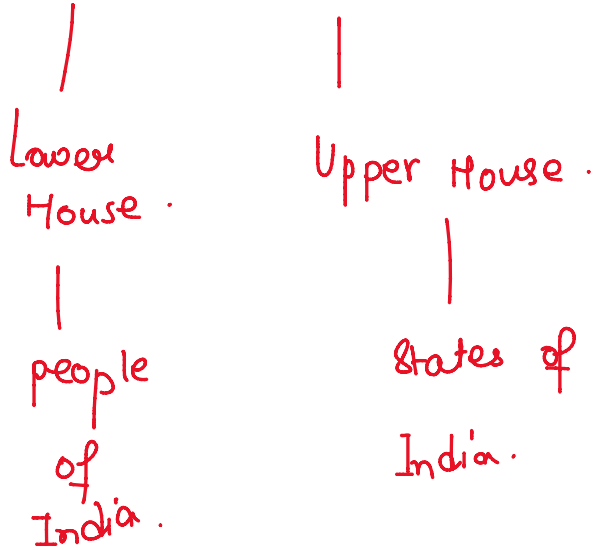 Lower
House.
people
of
India.
Upper House.
States of
India.